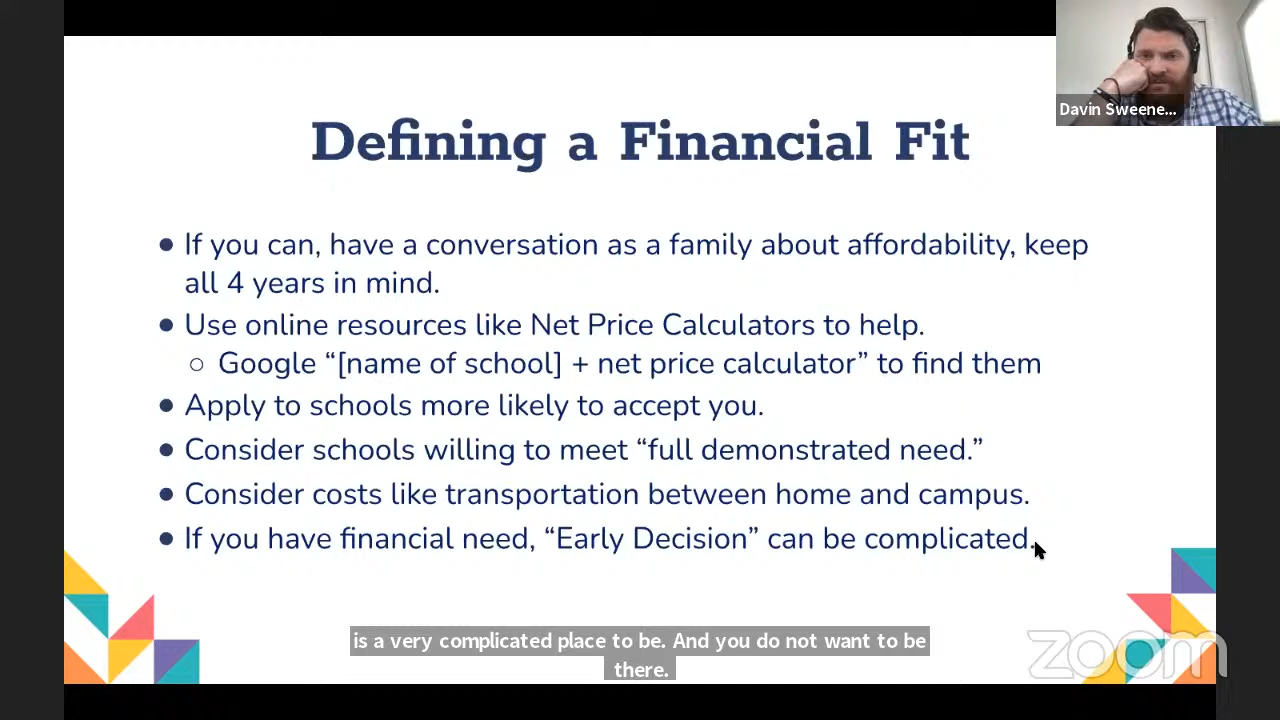 Davin Sweene...
Defining a Financial Fit
● If you can, have a conversation as a family about affordability, keep
all 4 years in mind.
● Use online resources like Net Price Calculators to help.
○ Google “[name of school] + net price calculator” to find them
● Apply to schools more likely to accept you.
● Consider schools willing to meet “full demonstrated need.”
● Consider costs like transportation between home and campus.
● If you have financial need, “Early Decision” can be complicated.
is a very complicated place to be. And you do not want to be
there.
zoom